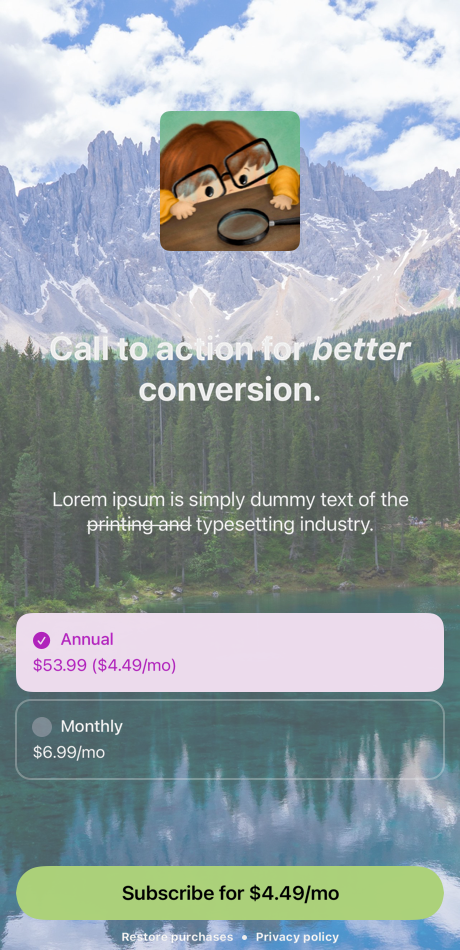 Call to action for better
conversion.
Lorem ipsum is simply dummy text of the
printing and typesetting industry.
Annual
$53.99 ($4.49/mo)
Monthly
$6.99/mo
Subscribe for $4.49/mo
Restore purchases • Privacy policy